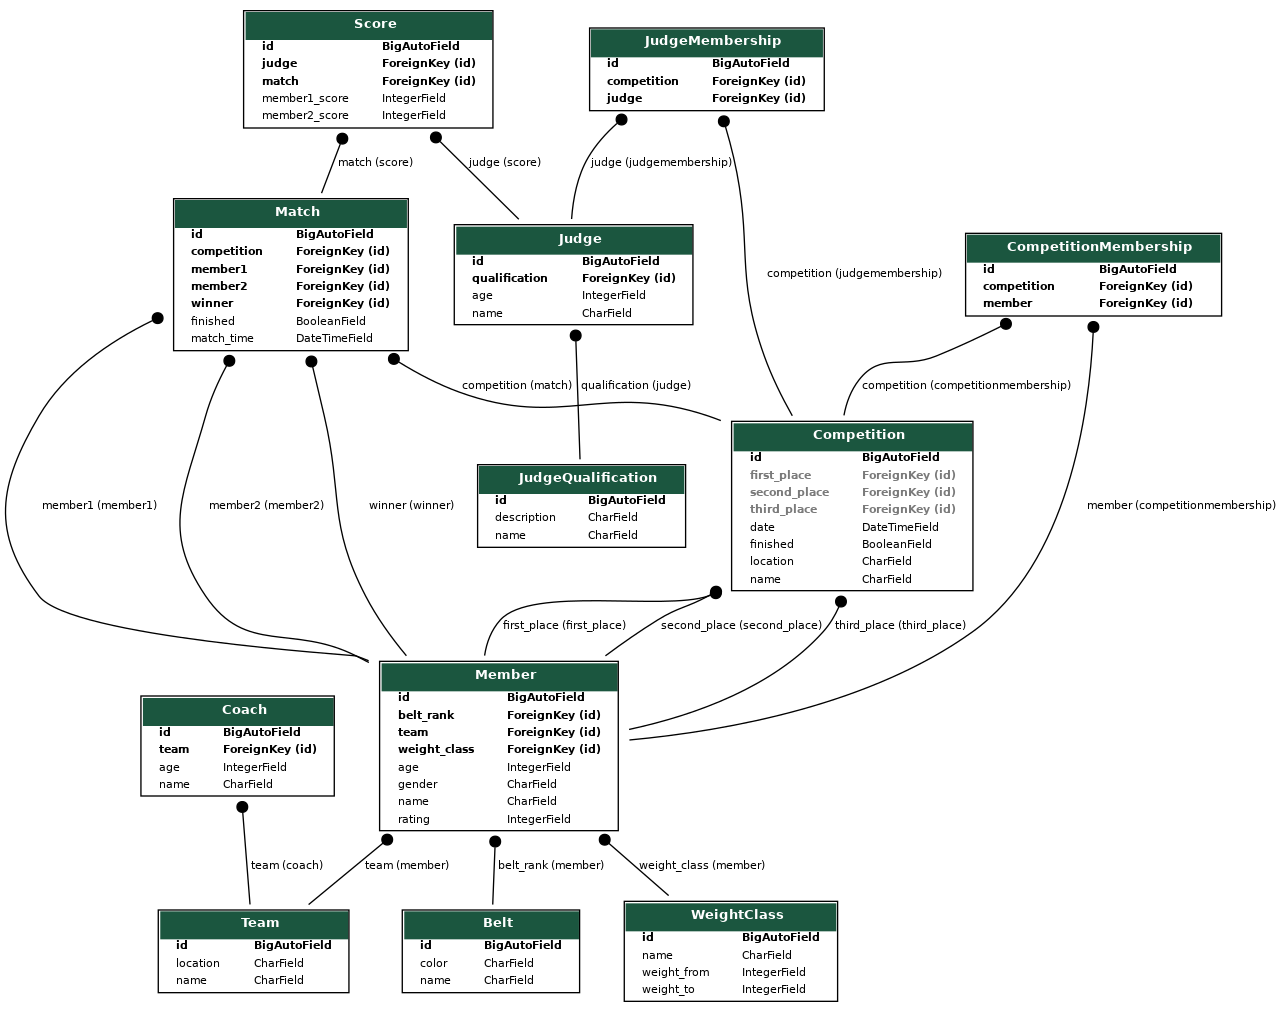 Score
id BigAutoField
judge ForeignKey (id)
match ForeignKey (id)
member1_score IntegerField
member2_score IntegerField
JudgeMembership
id BigAutoField
competition ForeignKey (id)
judge ForeignKey (id)
match (score)
judge (score)
judge (judgemembership)
Match
id BigAutoField
competition ForeignKey (id)
member1 ForeignKey (id)
member2 ForeignKey (id)
winner ForeignKey (id)
finished BooleanField
match_time DateTimeField
Judge
id BigAutoField
qualification ForeignKey (id)
age IntegerField
name CharField
competition (judgemembership)
CompetitionMembership
id BigAutoField
competition ForeignKey (id)
member ForeignKey (id)
competition (match)
qualification (judge)
competition (competitionmembership)
JudgeQualification
id BigAutoField
description CharField
name CharField
Competition
id BigAutoField
first_place ForeignKey (id)
second_place ForeignKey (id)
third_place ForeignKey (id)
date DateTimeField
finished BooleanField
location CharField
name CharField
member1 (member1)
member2 (member2)
winner (winner)
member (competitionmembership)
first_place (first_place)
second_place (second_place)
third_place (third_place)
Coach
id BigAutoField
team ForeignKey (id)
age IntegerField
name CharField
Member
id BigAutoField
belt_rank ForeignKey (id)
team ForeignKey (id)
weight_class ForeignKey (id)
age IntegerField
gender CharField
name CharField
rating IntegerField
team (coach)
team (member)
belt_rank (member)
weight_class (member)
Team
id BigAutoField
location CharField
name CharField
Belt
id BigAutoField
color CharField
name CharField
WeightClass
id BigAutoField
name CharField
weight_from IntegerField
weight_to IntegerField